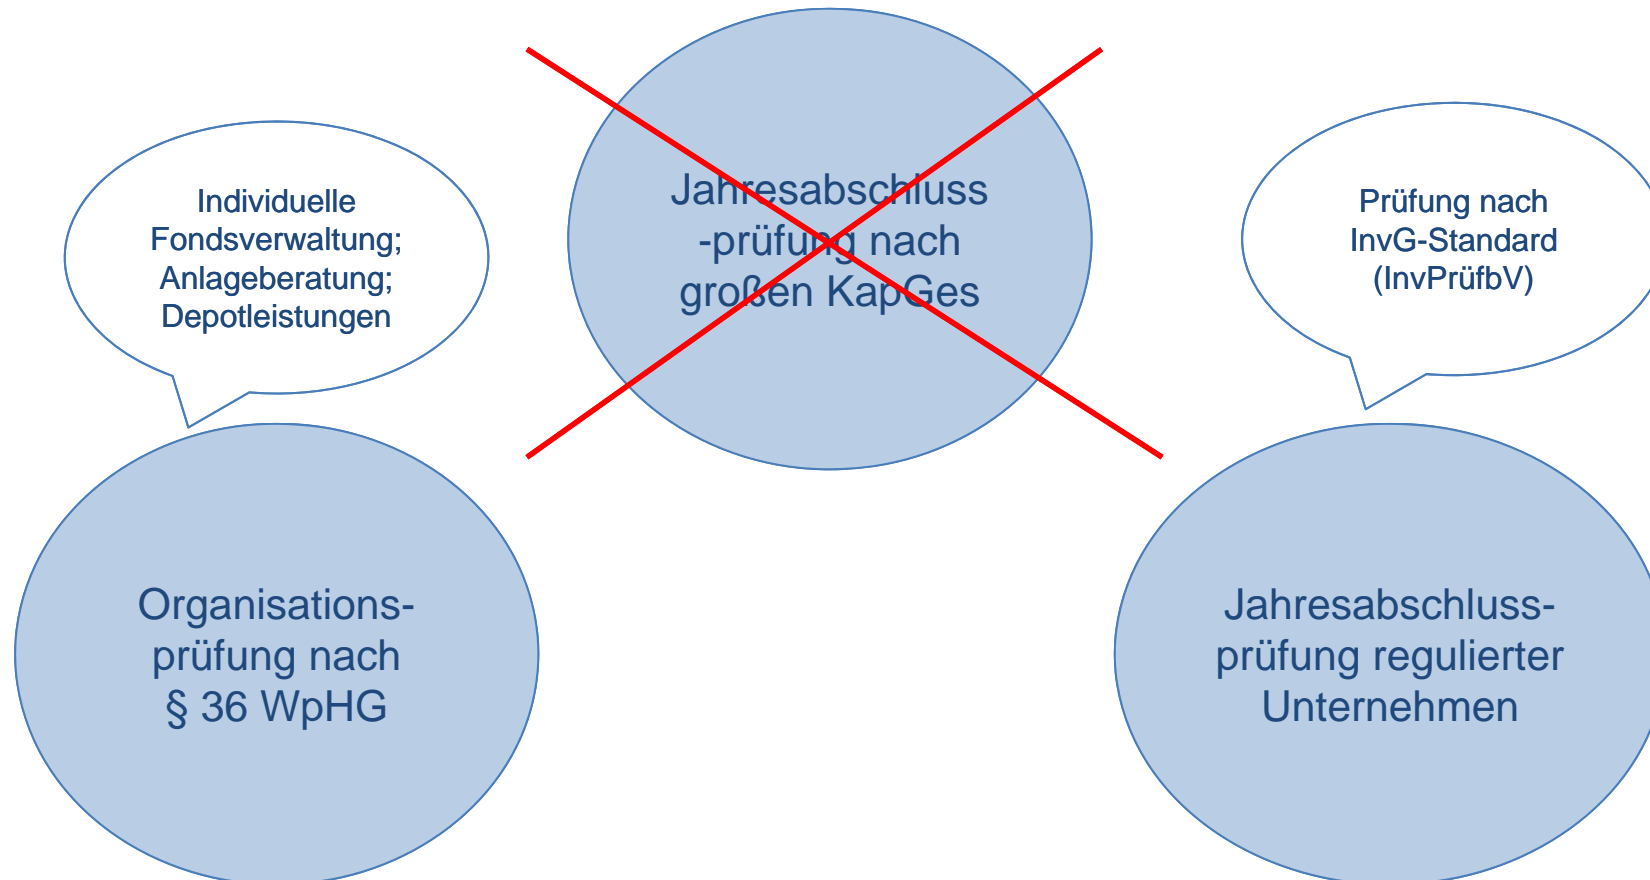 Individuelle
Fondsverwaltung;
Anlageberatung;
Depotleistungen
Jahresabschluss
-prüfung nach
großen KapGes
Prüfung nach
InvG-Standard
(InvPrüfbV)
Organisations-
prüfung nach
§ 36 WpHG
Jahresabschluss-
prüfung regulierter
Unternehmen